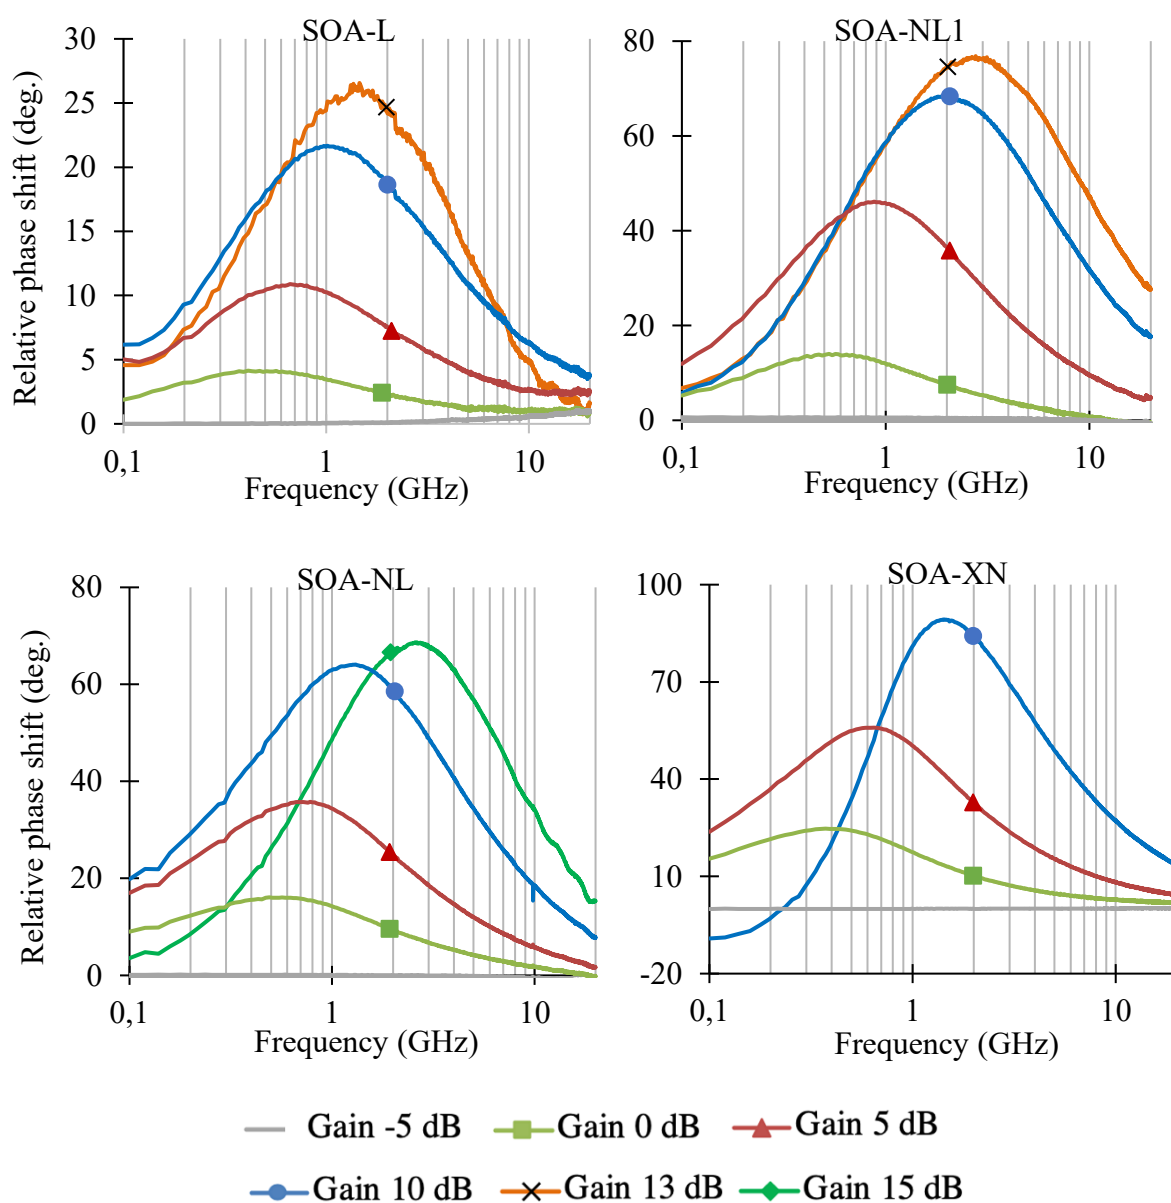 SOA-L
Relative phase shift (deg.)
30
25
20
15
10
5
0
0,1 1 10
Frequency (GHz)
SOA-NL1
80
60
40
20
0
0,1 1 10
Frequency (GHz)
SOA-NL
Relative phase shift (deg.)
80
60
40
20
0
0,1 1 10
Frequency (GHz)
SOA-XN
100
70
40
10
-20
0,1 1 10
Frequency (GHz)
Gain -5 dB Gain 0 dB Gain 5 dB
Gain 10 dB Gain 13 dB Gain 15 dB